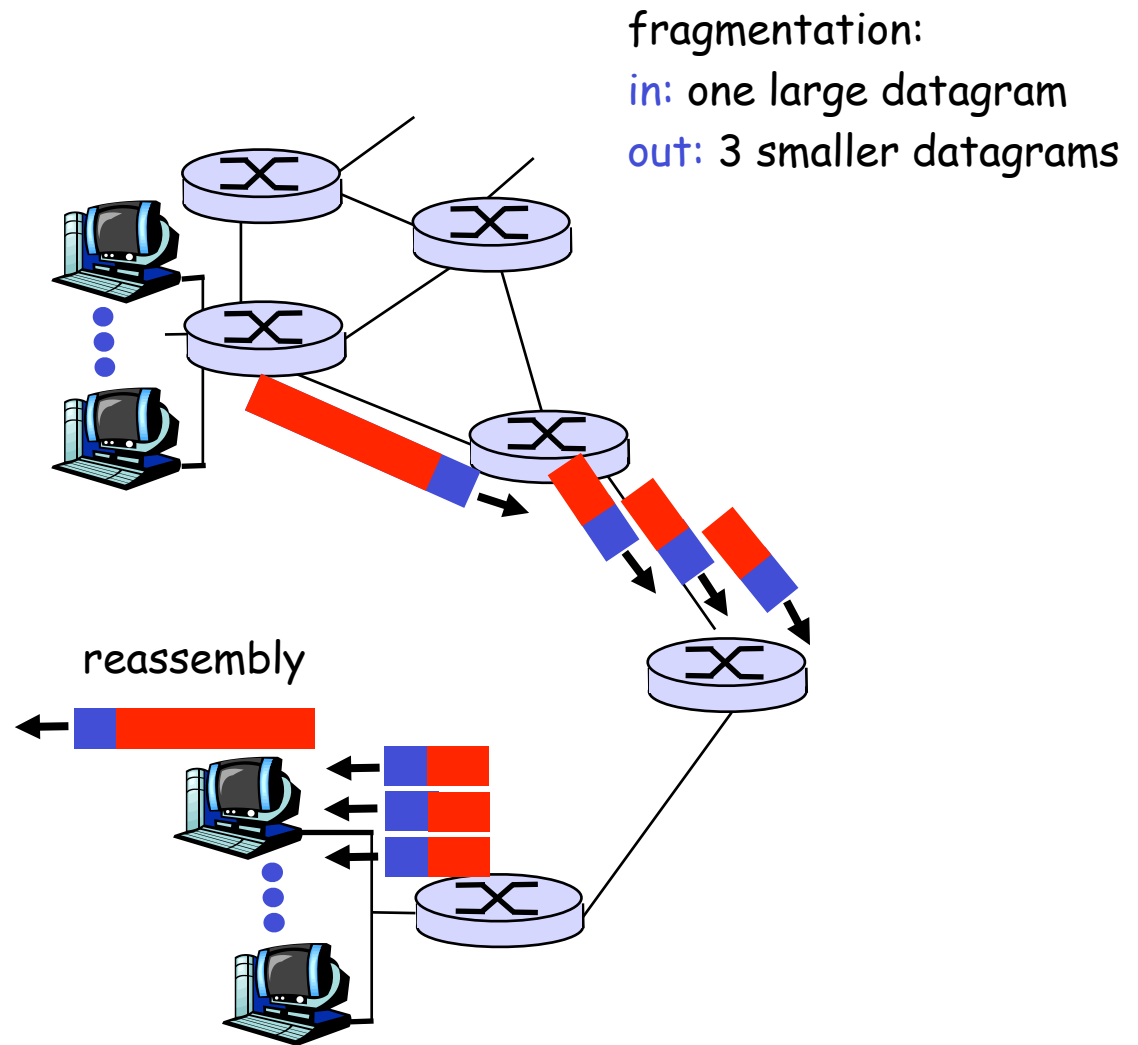 fragmentation:
in: one large datagram
out: 3 smaller datagrams
reassembly